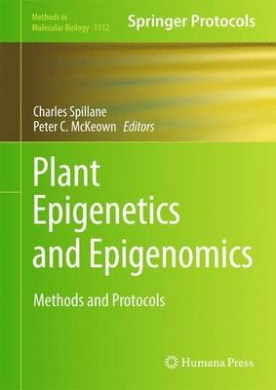 Methods in
Molecular Biology 1112
Springer Protocols
Charles Spillane
Peter C. McKeown Editors
Plant
Epigenetics
and Epigenomics
Methods and Protocols
Humana Press